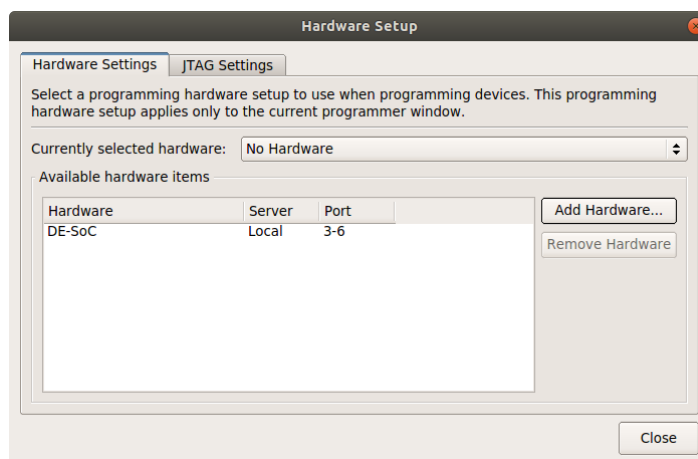 Hardware Setup
Hardware Settings
JTAG Settings
Select a programming hardware setup to use when programming devices. This programming
hardware setup applies only to the current programmer window.
Currently selected hardware: No Hardware
Available hardware items
Hardware Server Port
DE-SoC Local 3-6
Add Hardware...
Remove Hardware
Close